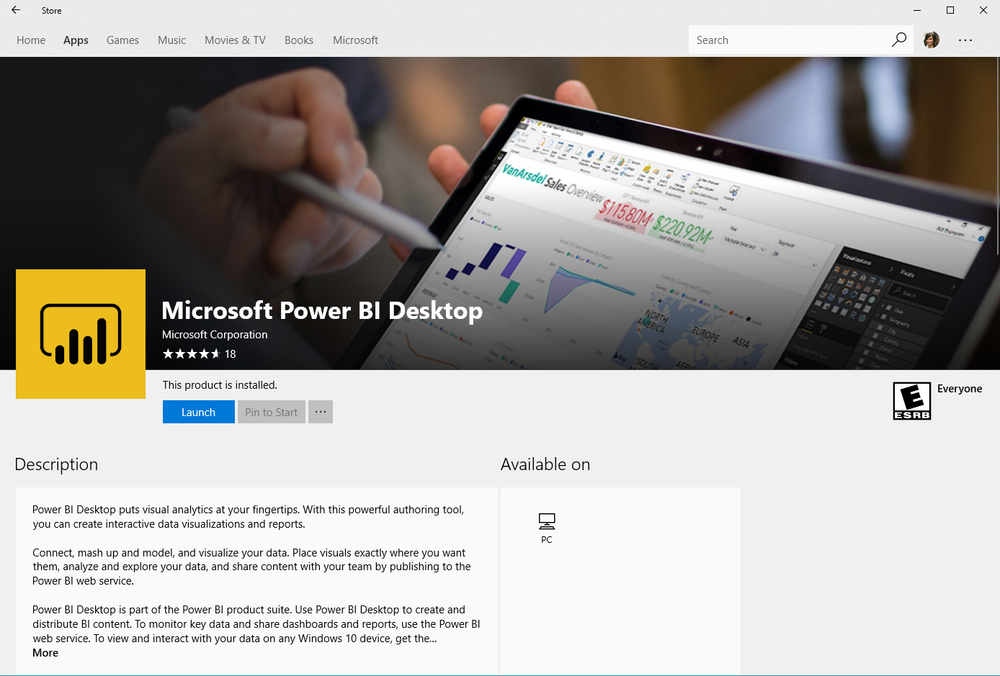 Store
Home Apps Games Music Movies & TV Books Microsoft
Search
VanArsdel Sales Overview
$115.80M
$220.92M
SALES
REVENUE
Visualizations
Fields
Search
Filters
NORTH AMERICA
EUROPE
ASIA
Microsoft Power BI Desktop
Microsoft Corporation
18
This product is installed.
Launch Pin to Start ...
E
ESRB
Everyone
Description
Power BI Desktop puts visual analytics at your fingertips. With this powerful authoring tool,
you can create interactive data visualizations and reports.
Connect, mash up and model, and visualize your data. Place visuals exactly where you want
them, analyze and explore your data, and share content with your team by publishing to the
Power BI web service.
Power BI Desktop is part of the Power BI product suite. Use Power BI Desktop to create and
distribute BI content. To monitor key data and share dashboards and reports, use the Power BI
web service. To view and interact with your data on any Windows 10 device, get the...
More
Available on
PC